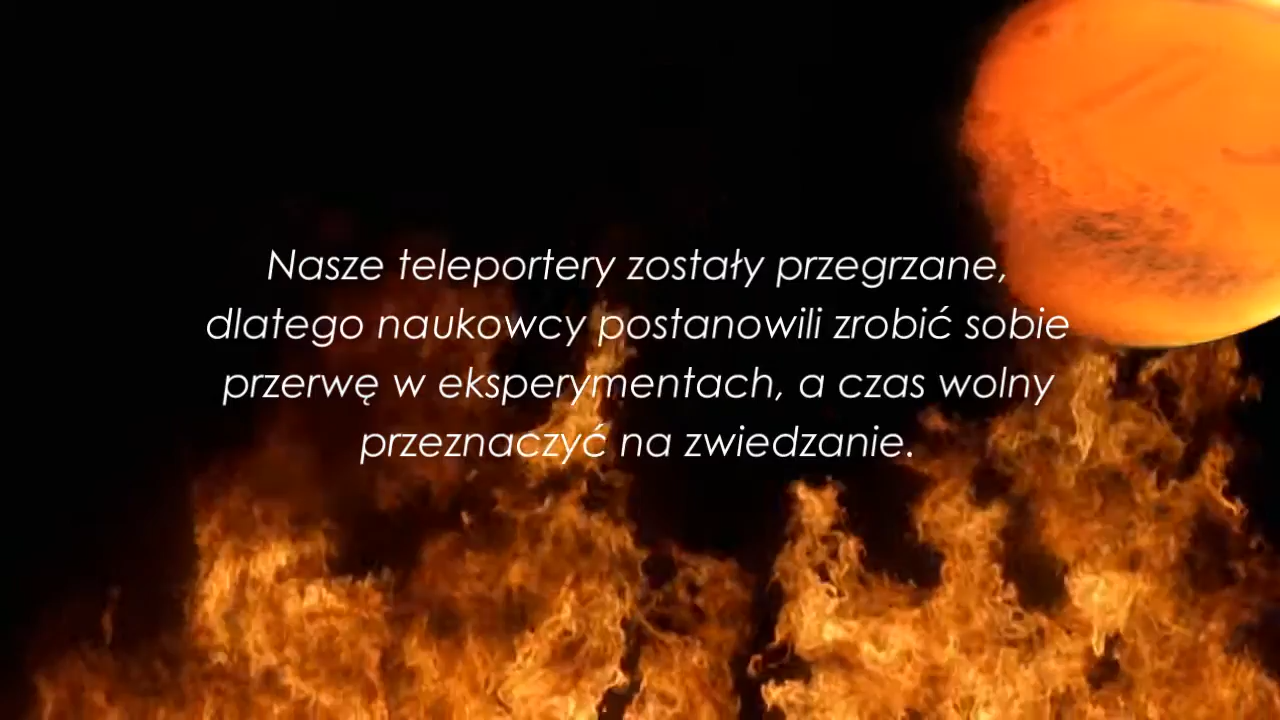 Nasze teleportery zostały przegrzane,
dlatego naukowcy postanowili zrobić sobie
przerwę w eksperymentach, a czas wolny
przeznaczyć na zwiedzanie.